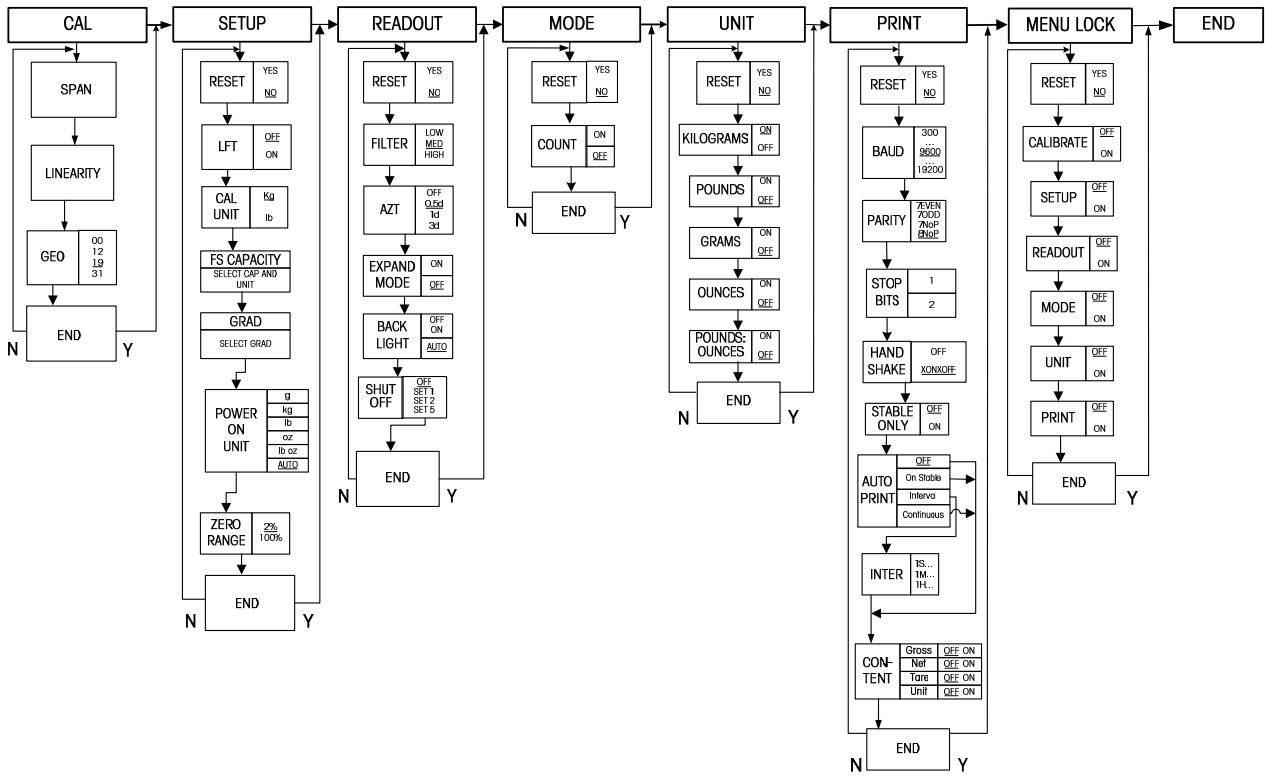 CAL
SETUP
READOUT
MODE
UNIT
PRINT
MENU LOCK
END
SPAN
LINEARITY
GEO
00
12
19
31
END
N
Y
RESET
YES
NO
LFT
OFF
ON
CAL
UNIT
Kg
lb
FS CAPACITY
SELECT CAP AND
UNIT
GRAD
SELECT GRAD
POWER
ON
UNIT
g
kg
lb
oz
lb oz
AUTO
ZERO
RANGE
2%
100%
END
N
Y
RESET
YES
NO
FILTER
LOW
MED
HIGH
AZT
OFF
0.5d
1d
3d
EXPAND
MODE
ON
OFF
BACK
LIGHT
OFF
ON
AUTO
SHUT
OFF
OFF
SET 1
SET 2
SET 5
END
N
Y
RESET
YES
NO
COUNT
ON
OFF
END
N
Y
RESET
YES
NO
KILOGRAMS
ON
OFF
POUNDS
ON
OFF
GRAMS
ON
OFF
OUNCES
ON
OFF
POUNDS:
OUNCES
ON
OFF
END
N
Y
RESET
YES
NO
BAUD
300
...
9600
...
19200
PARITY
7EVEN
7ODD
7NoP
8NoP
STOP
BITS
1
2
HAND
SHAKE
OFF
XONXOFF
STABLE
ONLY
OFF
ON
AUTO
PRINT
OFF
On Stable
Interva
Continuous
INTER
1S...
1M...
1H...
CON-
TENT
Gross OFF ON
Net OFF ON
Tare OFF ON
Unit OFF ON
END
N
Y
RESET
YES
NO
CALIBRATE
OFF
ON
SETUP
OFF
ON
READOUT
OFF
ON
MODE
OFF
ON
UNIT
OFF
ON
PRINT
OFF
ON
END
N
Y